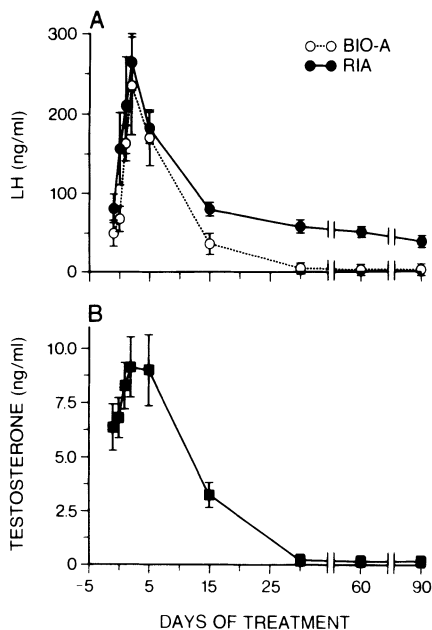 A
300
BIO-A
RIA
200
LH (ng/ml)
100
0
B
10.0
7.5
TESTOSTERONE (ng/ml)
5.0
2.5
0
-5 5 15 25 60 90
DAYS OF TREATMENT